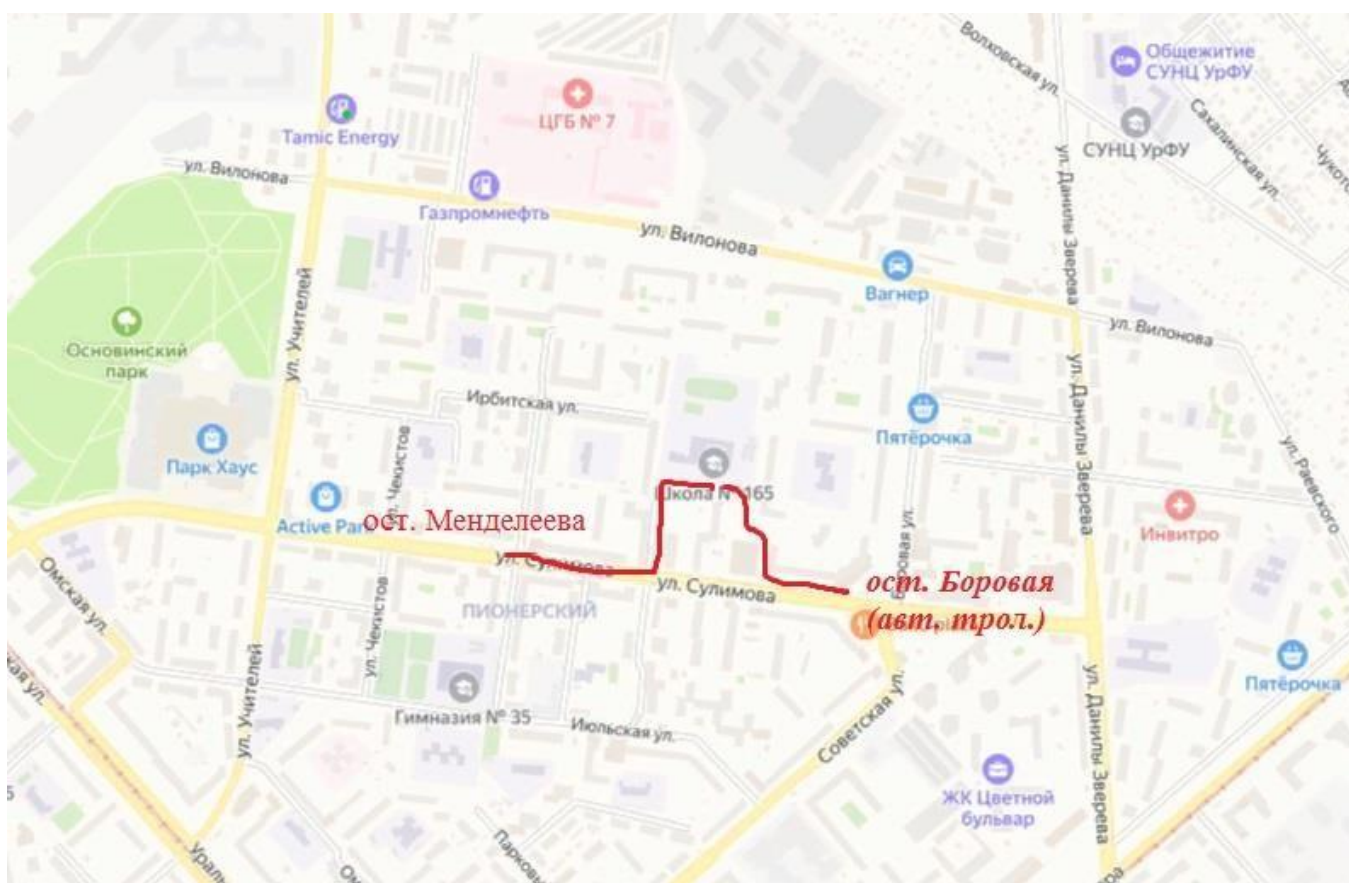 Волховская ул.
Общежитие
СУНЦ УрФУ
Сахалинская ул.
СУНЦ УрФУ
ЦГБ № 7
Tamic Energy
ул. Вилонова
Газпромнефть
ул. Вилонова
ул. Данилы Зверева
Вагнер
ул. Вилонова
ул. Учителей
Основинский
парк
Ирбитская ул.
Пятёрочка
ул. Данилы Зверева
ул. Раевского
Парк Хаус
ул. Чекистов
Школа № 165
Active Park
ост. Менделеева
Инвитро
ул. Сулимова
ул. Сулимова
ост. Боровая
(авт, трол.)
Боровая ул.
Омская ул.
ПИОНЕРСКИЙ
ул. Чекистов
ул. Учителей
Гимназия № 35
Июльская ул.
Советская ул.
ул. Данилы Зверева
Пятёрочка
ЖК Цветной
бульвар